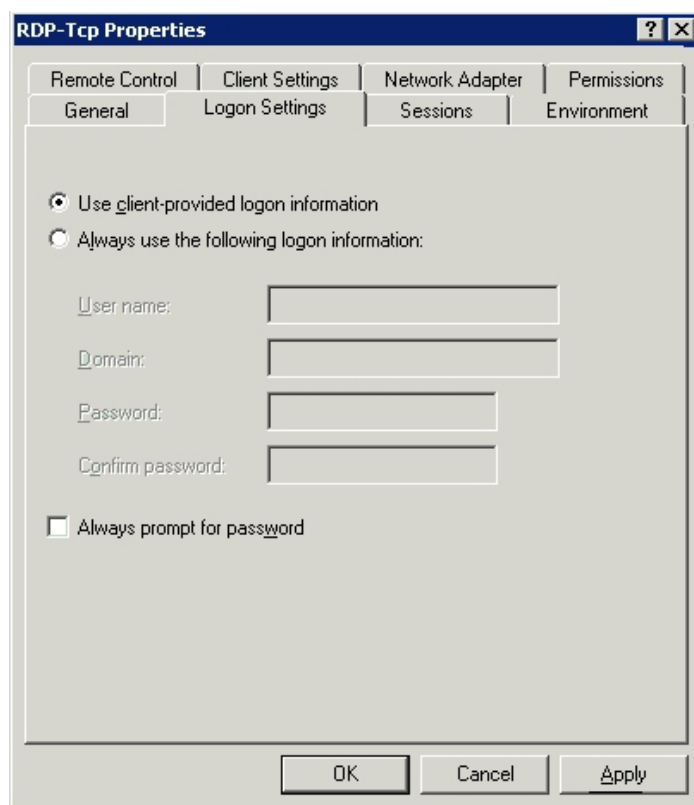 RDP-Tcp Properties
Remote Control Client Settings Network Adapter Permissions
General Logon Settings Sessions Environment
Use client-provided logon information
Always use the following logon information:
User name:
Domain:
Password:
Confirm password:
Always prompt for password
OK Cancel Apply